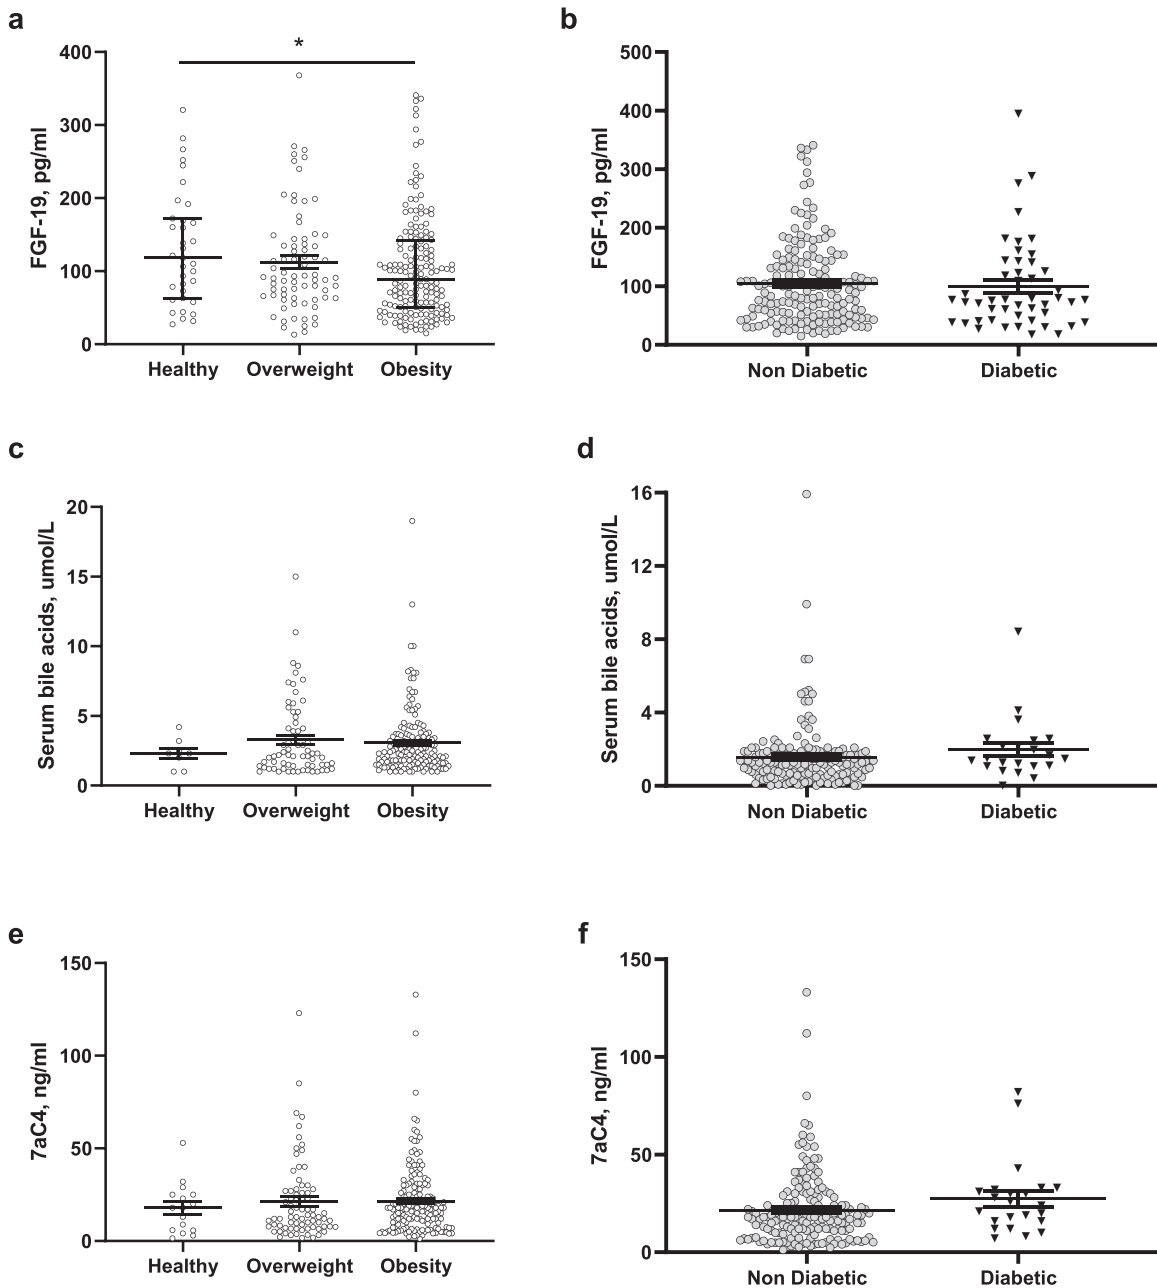 a
*
400
300
200
100
0
FGF-19, pg/ml
Healthy Overweight Obesity
b
500
400
300
200
100
0
FGF-19, pg/ml
Non Diabetic Diabetic
c
20
15
10
5
0
Serum bile acids, umol/L
Healthy Overweight Obesity
d
16
12
8
4
0
Serum bile acids, umol/L
Non Diabetic Diabetic
e
150
100
50
0
7aC4, ng/ml
Healthy Overweight Obesity
f
150
100
50
0
7aC4, ng/ml
Non Diabetic Diabetic